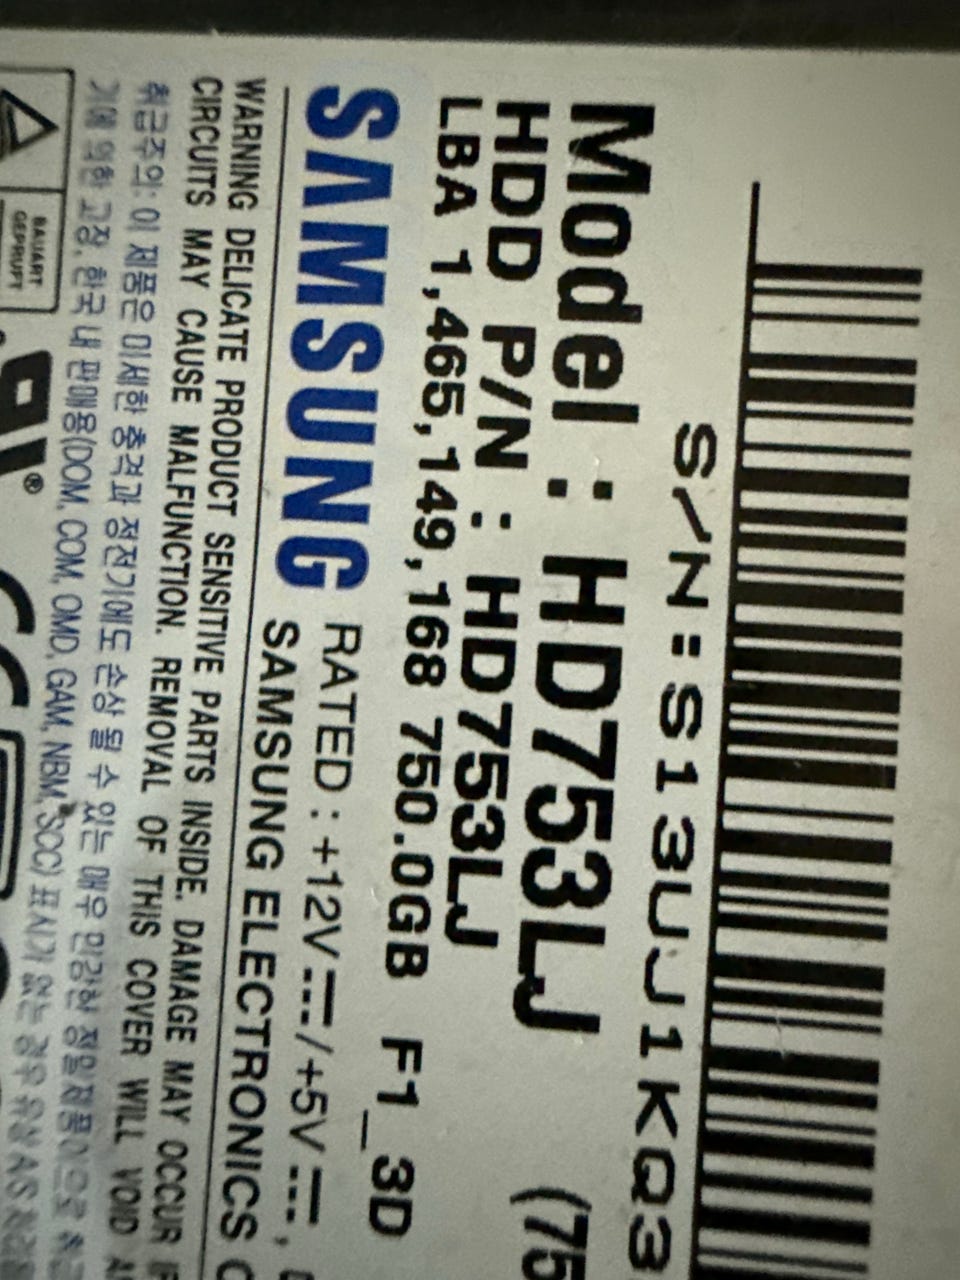 S/N:S13UJJ1KQ3
Model : HD753LJ (75
HDD P/N : HD753LJ
LBA 1,465,149,168 750.0GB F1_3D
SAMSUNG RATED : +12V /+5V ,
SAMSUNG ELECTRONICS C
WARNING DELICATE PRODUCT SENSITIVE PARTS INSIDE. DAMAGE MAY OCCUR IF
CIRCUITS MAY CAUSE MALFUNCTION. REMOVAL OF THIS COVER WILL VOID
취급주의: 이 제품은 미세한 충격과 정전기에도 손상 될 수 있는 매우 민감한 정밀제품으로
기에 의한 고장, 한국 내 판매용(DOM, COM, OMD, GAM, NBM, SOC) 표시가 없는 경우 유상 A/S
BAUART
GEPRÜFT